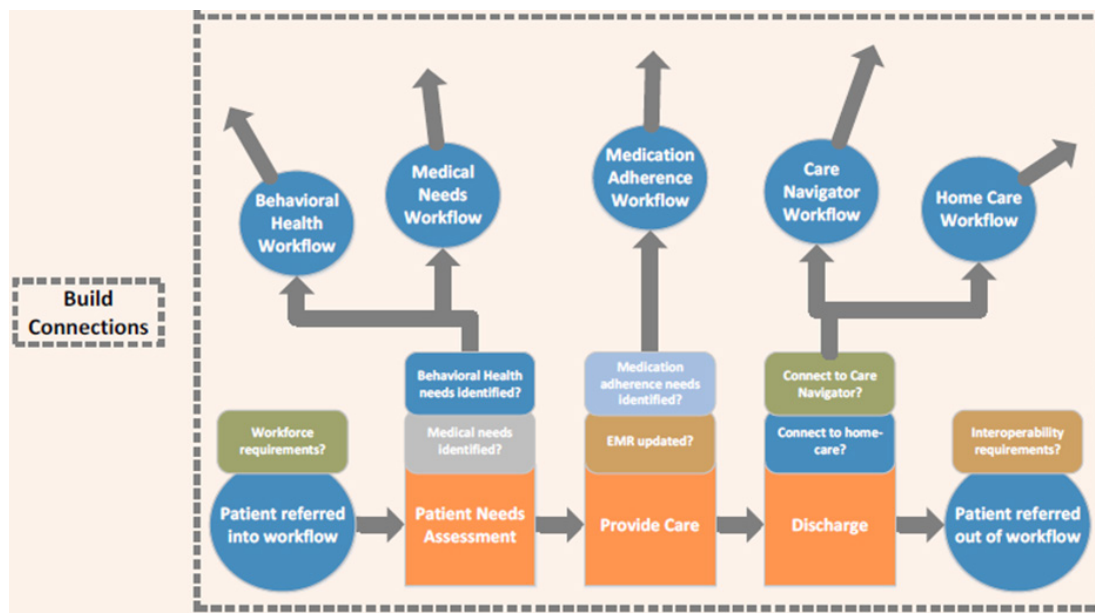 Behavioral
Health
Workflow
Medical
Needs
Workflow
Medication
Adherence
Workflow
Care
Navigator
Workflow
Home Care
Workflow
Build
Connections
Behavioral Health
needs identified?
Medication
adherence needs
identified?
Connect to Care
Navigator?
Workforce
requirements?
Medical needs
identified?
EMR updated?
Connect to home-
care?
Interoperability
requirements?
Patient referred
into workflow
Patient Needs
Assessment
Provide Care
Discharge
Patient referred
out of workflow